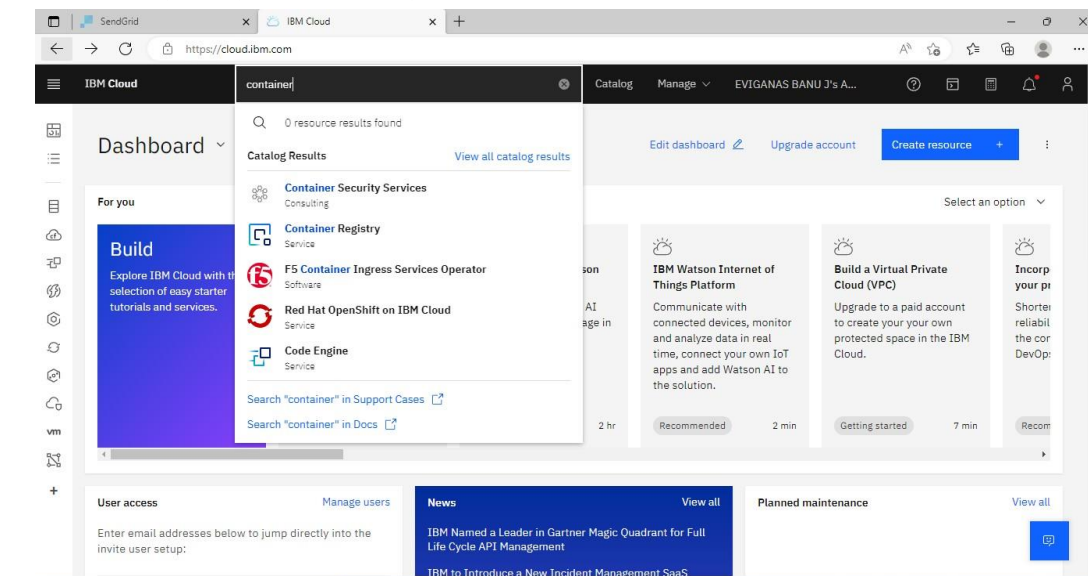 SendGrid
IBM Cloud
https://cloud.ibm.com
IBM Cloud
container
Catalog
Manage
EVIGANAS BANU J's A...
Dashboard
Edit dashboard
Upgrade account
Create resource +
0 resource results found
Catalog Results
View all catalog results
Container Security Services
Consulting
Container Registry
Service
F5 Container Ingress Services Operator
Software
Red Hat OpenShift on IBM Cloud
Service
Code Engine
Service
Search "container" in Support Cases
Search "container" in Docs
For you
Select an option
Build
Explore IBM Cloud with th
selection of easy starter
tutorials and services.
son
AI
age in
2 hr
IBM Watson Internet of
Things Platform
Communicate with
connected devices, monitor
and analyze data in real
time, connect your own IoT
apps and add Watson AI to
the solution.
Recommended
2 min
Build a Virtual Private
Cloud (VPC)
Upgrade to a paid account
to create your your own
protected space in the IBM
Cloud.
Getting started
7 min
Incorp
your pr
Shorter
reliabil
the cor
DevOp:
Recom
vm
User access
Manage users
Enter email addresses below to jump directly into the
invite user setup:
News
View all
IBM Named a Leader in Gartner Magic Quadrant for Full
Life Cycle API Management
IBM to Introduce a New Incident Management SaaS
Planned maintenance
View all